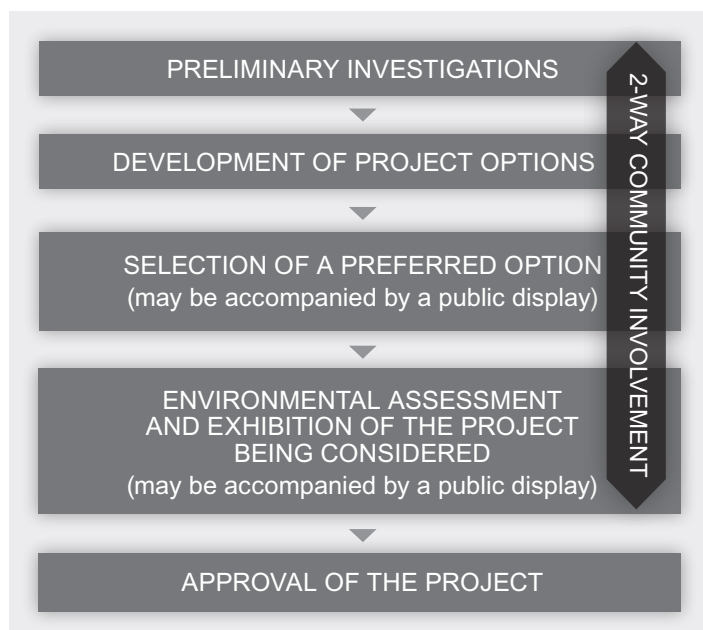 PRELIMINARY INVESTIGATIONS
DEVELOPMENT OF PROJECT OPTIONS
SELECTION OF A PREFERRED OPTION
(may be accompanied by a public display)
ENVIRONMENTAL ASSESSMENT
AND EXHIBITION OF THE PROJECT
BEING CONSIDERED
(may be accompanied by a public display)
APPROVAL OF THE PROJECT
2-WAY COMMUNITY INVOLVEMENT